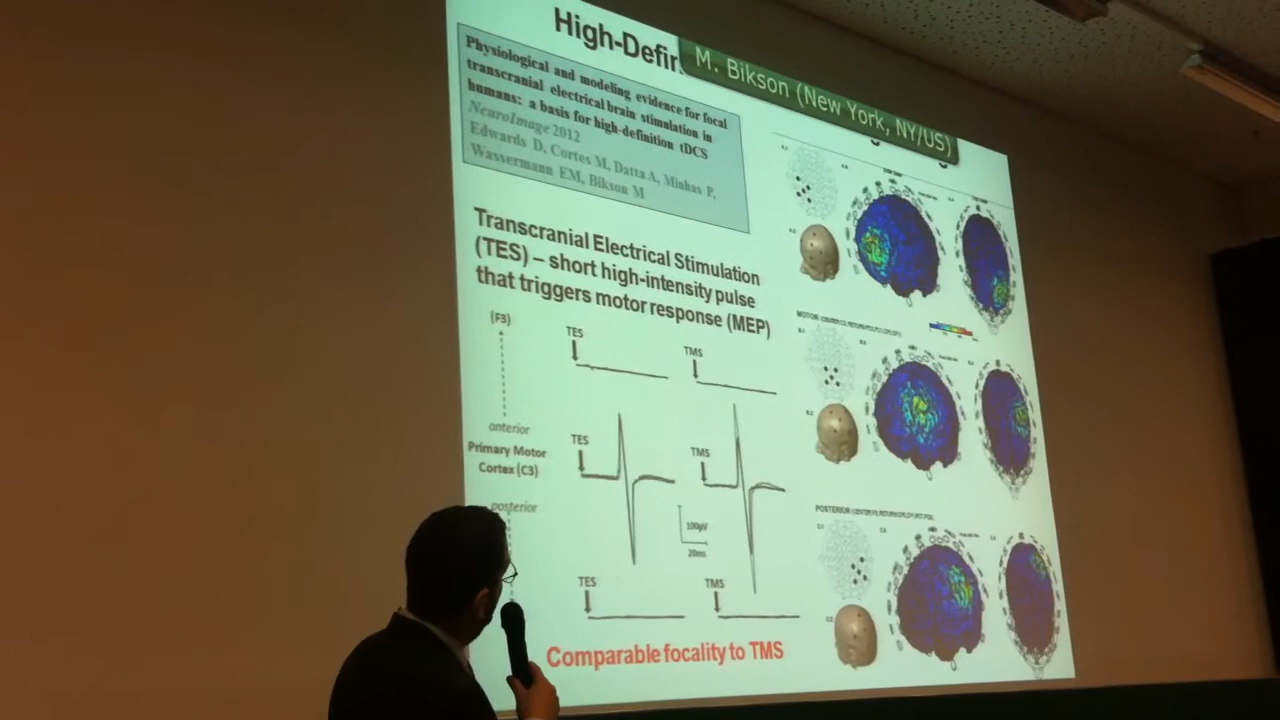 High-Defin
M. Bikson (New York, NY/US)
Physiological and modeling evidence for focal
transcranial electrical brain stimulation in
humans: a basis for high-definition tDCS
NeuroImage 2012
Edwards D, Cortes M, Datta A, Minhas P,
Wassermann EM, Bikson M
Transcranial Electrical Stimulation
(TES) – short high-intensity pulse
that triggers motor response (MEP)
(F3)
TES
TMS
anterior
Primary Motor
Cortex (C3)
TES
TMS
posterior
100µV
20ms
TES
TMS
Comparable focality to TMS